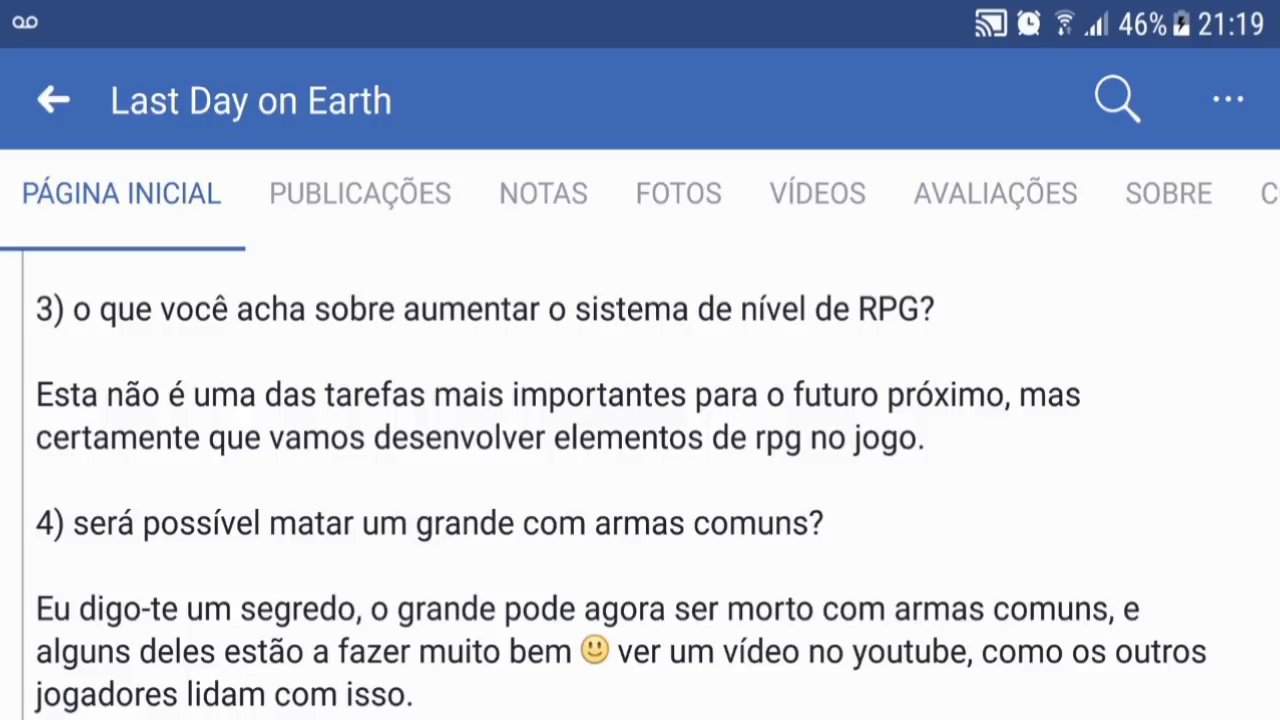 46% 21:19
Last Day on Earth
PÁGINA INICIAL PUBLICAÇÕES NOTAS FOTOS VÍDEOS AVALIAÇÕES SOBRE C
3) o que você acha sobre aumentar o sistema de nível de RPG?
Esta não é uma das tarefas mais importantes para o futuro próximo, mas
certamente que vamos desenvolver elementos de rpg no jogo.
4) será possível matar um grande com armas comuns?
Eu digo-te um segredo, o grande pode agora ser morto com armas comuns, e
alguns deles estão a fazer muito bem 🙂 ver um vídeo no youtube, como os outros
jogadores lidam com isso.